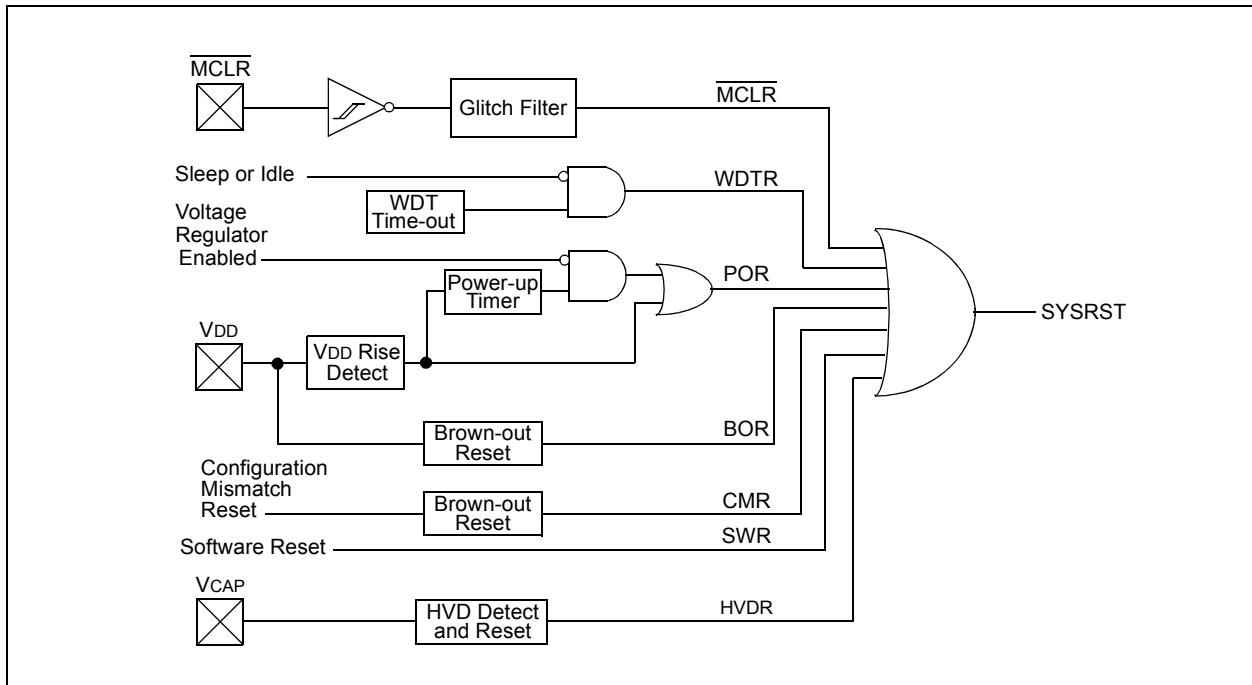 MCLR
Glitch Filter
MCLR
Sleep or Idle
WDT
Time-out
WDTR
Voltage
Regulator
Enabled
Power-up
Timer
POR
SYSRST
VDD
VDD Rise
Detect
Brown-out
Reset
BOR
Configuration
Mismatch
Reset
Brown-out
Reset
CMR
Software Reset
SWR
VCAP
HVD Detect
and Reset
HVDR